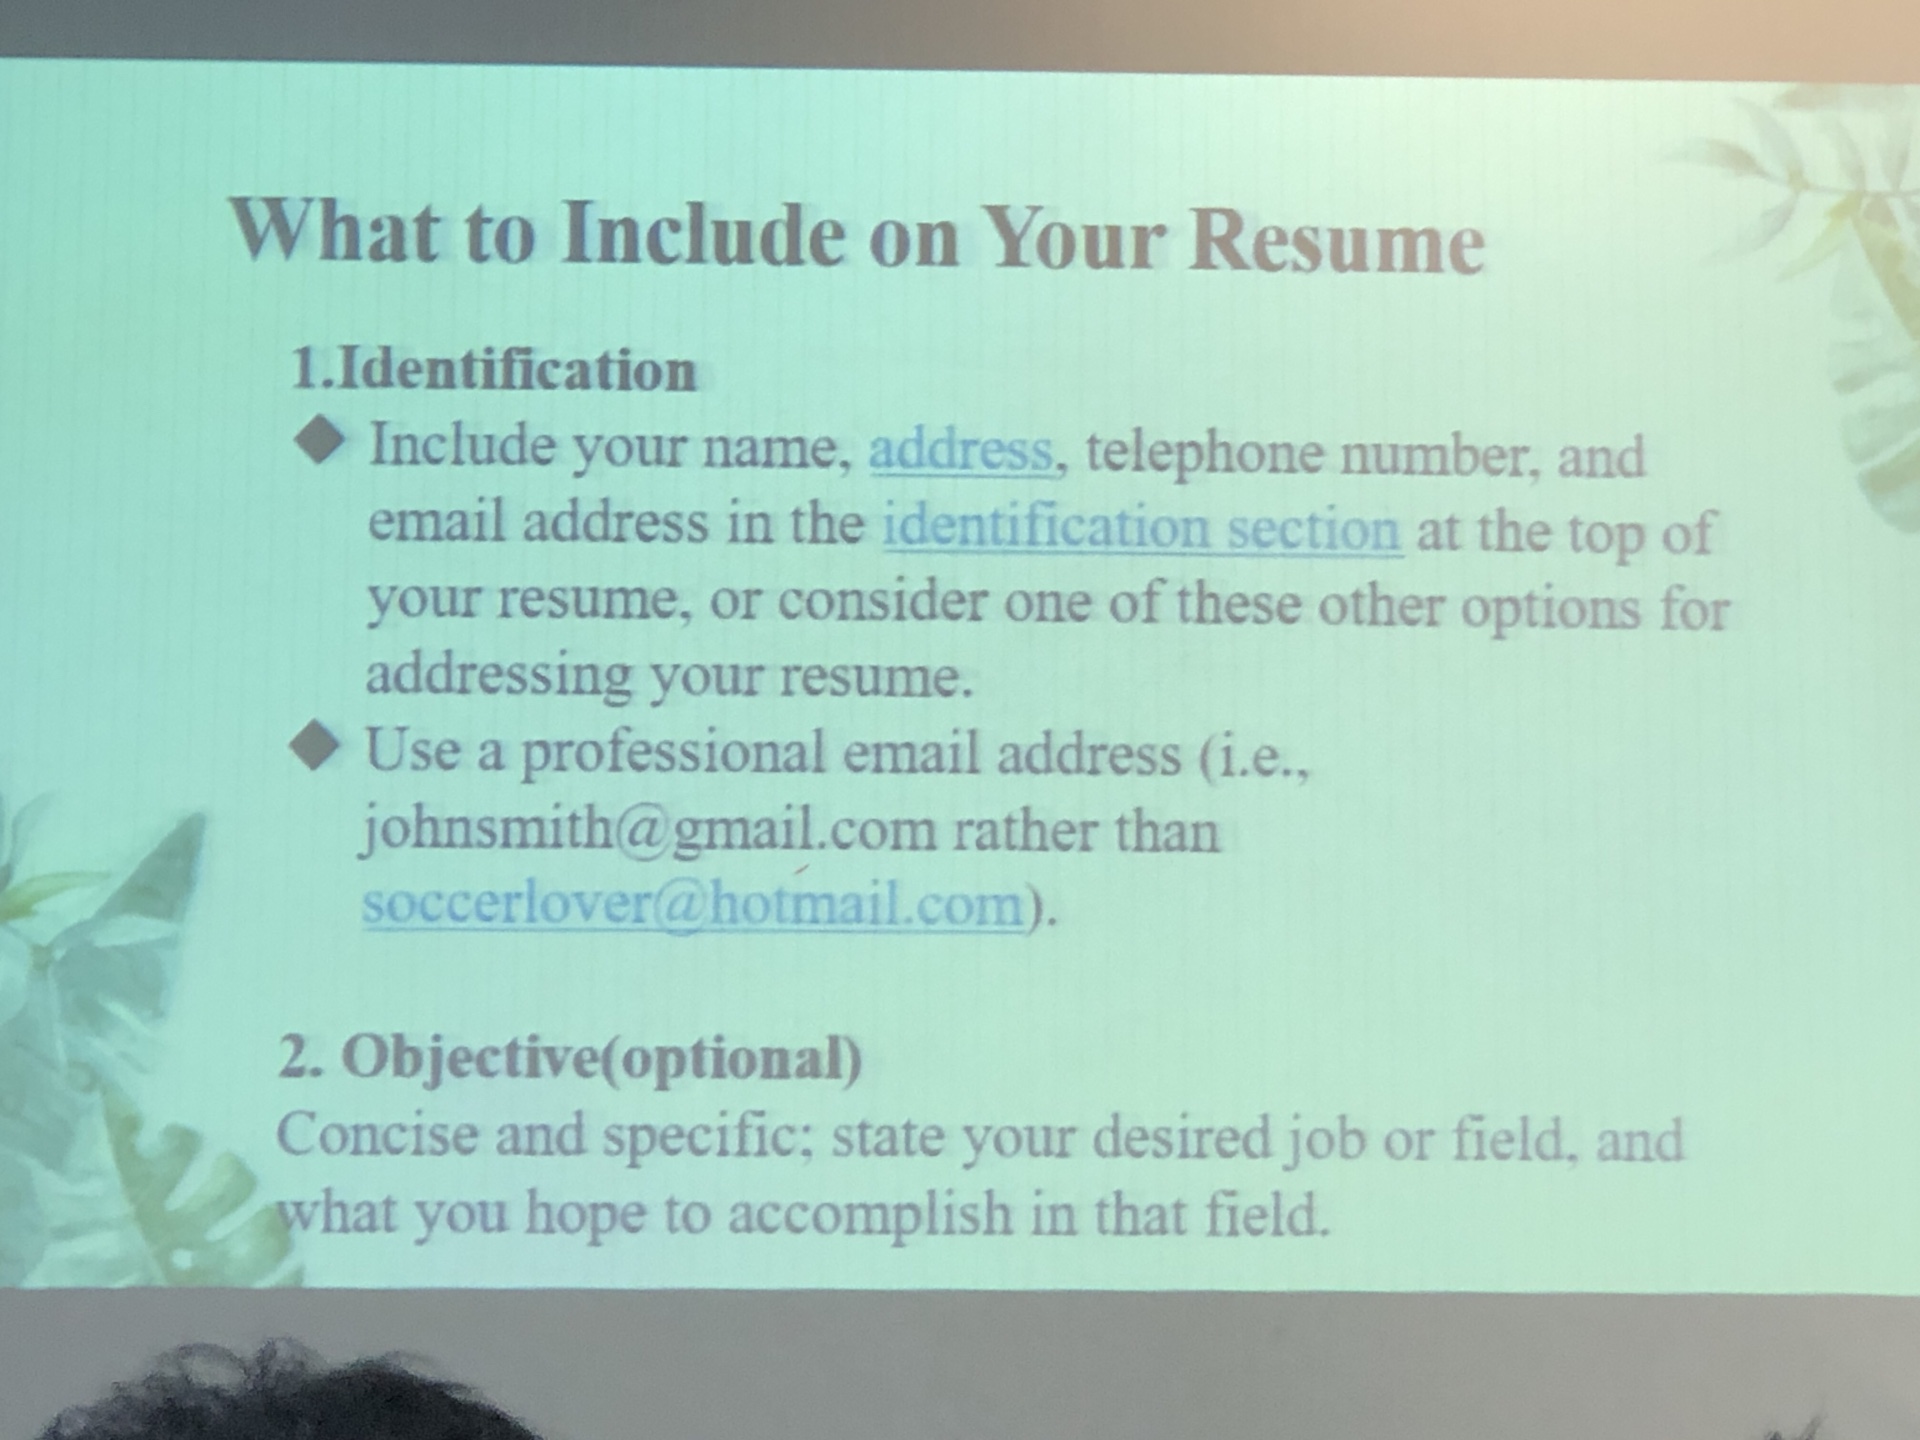 What to Include on Your Resume
1.Identification
◆ Include your name, address, telephone number, and
email address in the identification section at the top of
your resume, or consider one of these other options for
addressing your resume.
◆ Use a professional email address (i.e.,
johnsmith@gmail.com rather than
soccerlover@hotmail.com).
2. Objective(optional)
Concise and specific; state your desired job or field, and
what you hope to accomplish in that field.